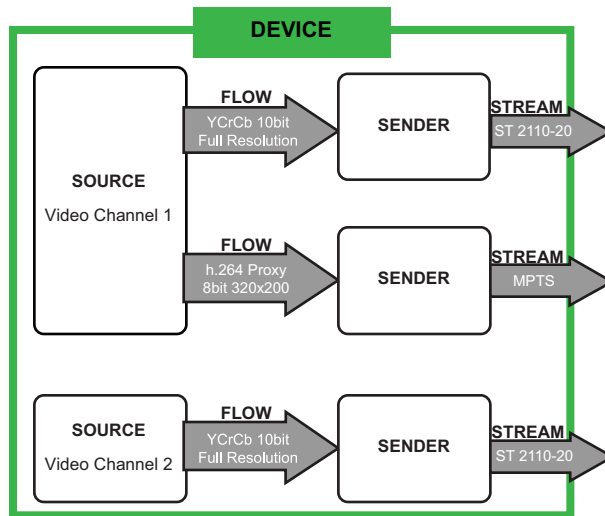 DEVICE
FLOW
YCrCb 10bit
Full Resolution
SENDER
STREAM
ST 2110-20
SOURCE
Video Channel 1
FLOW
h.264 Proxy
8bit 320x200
SENDER
STREAM
MPTS
SOURCE
Video Channel 2
FLOW
YCrCb 10bit
Full Resolution
SENDER
STREAM
ST 2110-20